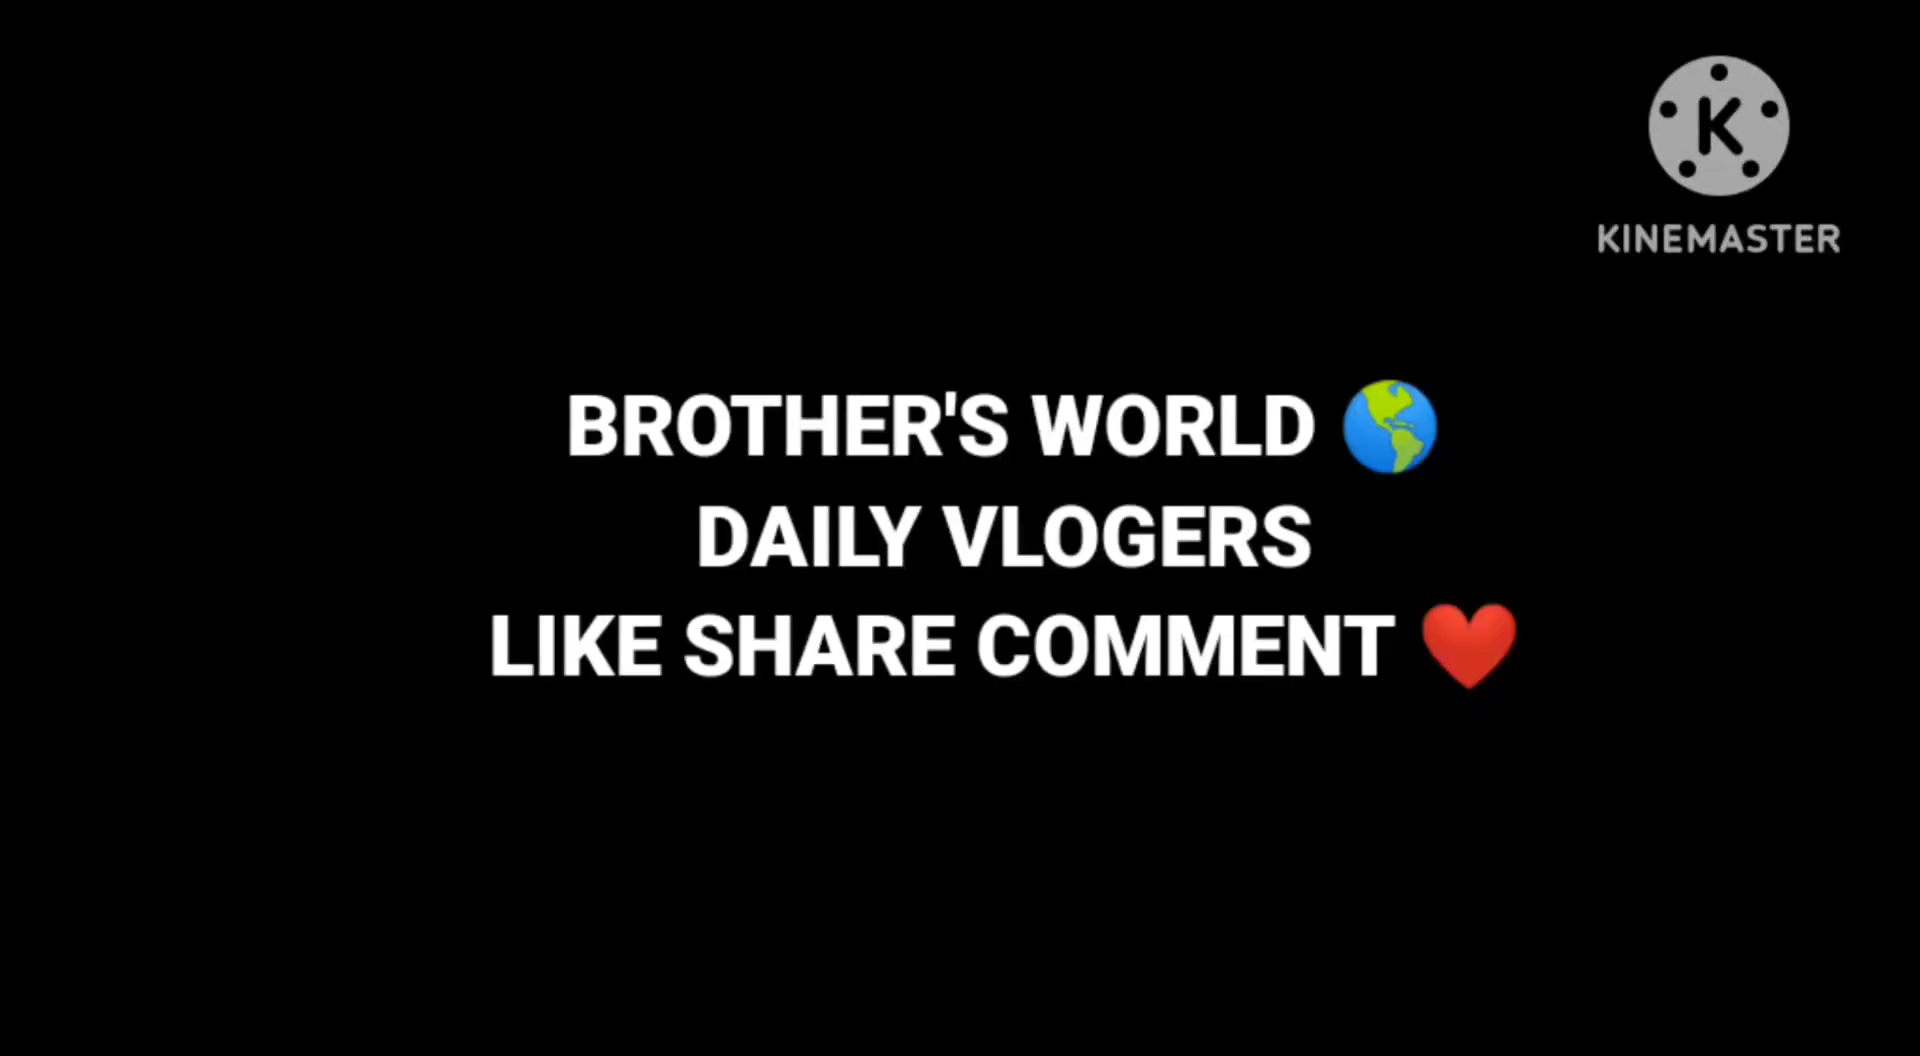 K
KINEMASTER
BROTHER'S WORLD 🌎
DAILY VLOGERS
LIKE SHARE COMMENT ❤️